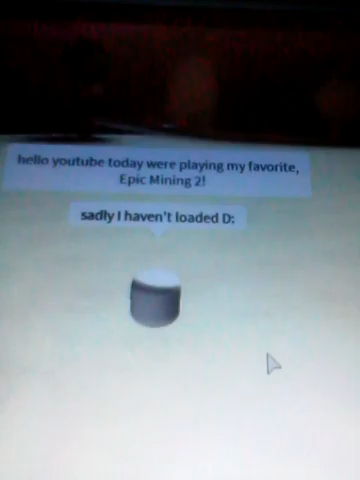 hello youtube today were playing my favorite,
Epic Mining 2!
sadly I haven't loaded D: